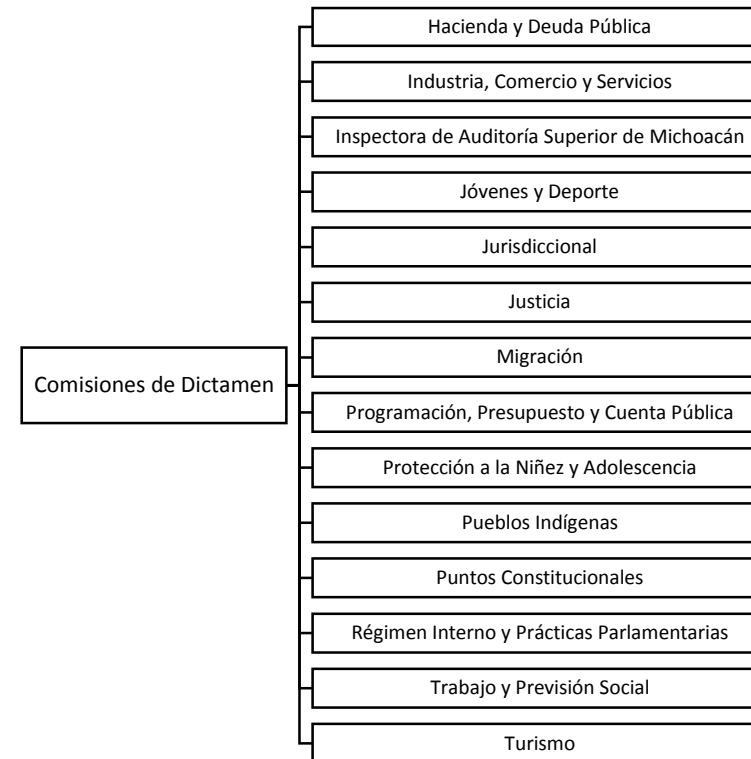 Hacienda y Deuda Pública
Industria, Comercio y Servicios
Inspectora de Auditoría Superior de Michoacán
Jóvenes y Deporte
Jurisdiccional
Justicia
Migración
Comisiones de Dictamen
Programación, Presupuesto y Cuenta Pública
Protección a la Niñez y Adolescencia
Pueblos Indígenas
Puntos Constitucionales
Régimen Interno y Prácticas Parlamentarias
Trabajo y Previsión Social
Turismo